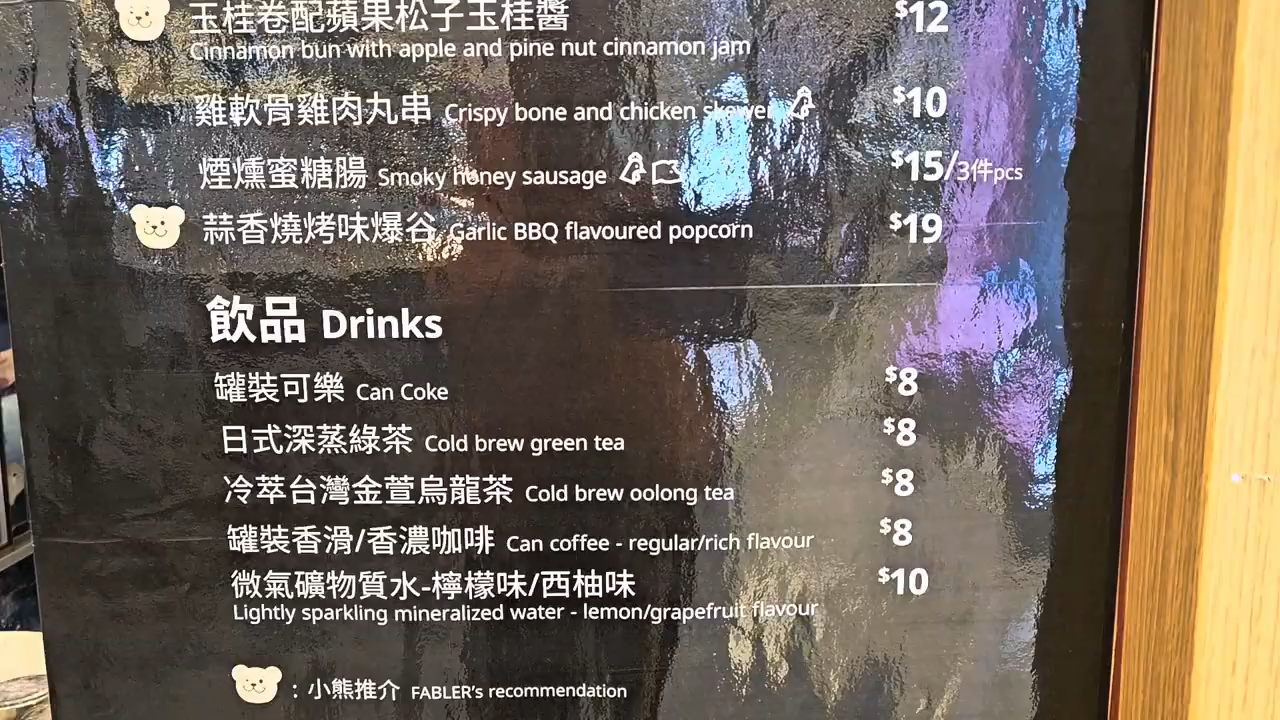 玉桂卷配蘋果松子玉桂醬 $12
Cinnamon bun with apple and pine nut cinnamon jam
雞軟骨雞肉丸串 Crispy bone and chicken skewer $10
煙燻蜜糖腸 Smoky honey sausage $15/3件pcs
蒜香燒烤味爆谷 Garlic BBQ flavoured popcorn $19
飲品 Drinks
罐裝可樂 Can Coke $8
日式深蒸綠茶 Cold brew green tea $8
冷萃台灣金萱烏龍茶 Cold brew oolong tea $8
罐裝香滑/香濃咖啡 Can coffee - regular/rich flavour $8
微氣礦物質水-檸檬味/西柚味 $10
Lightly sparkling mineralized water - lemon/grapefruit flavour
: 小熊推介 FABLER's recommendation